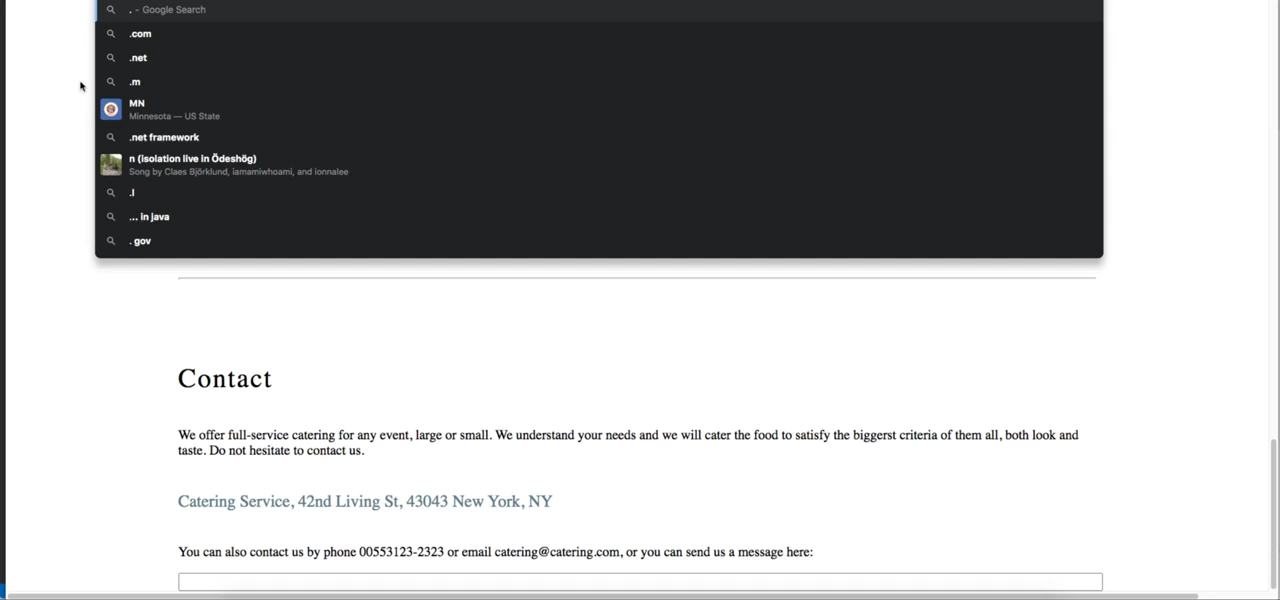 . - Google Search
.com
.net
.m
MN
Minnesota — US State
.net framework
n (isolation live in Ödeshög)
Song by Claes Björklund, iamamiwhoami, and ionnalee
.l
... in java
. gov
Contact
We offer full-service catering for any event, large or small. We understand your needs and we will cater the food to satisfy the biggerst criteria of them all, both look and
taste. Do not hesitate to contact us.
Catering Service, 42nd Living St, 43043 New York, NY
You can also contact us by phone 00553123-2323 or email catering@catering.com, or you can send us a message here: